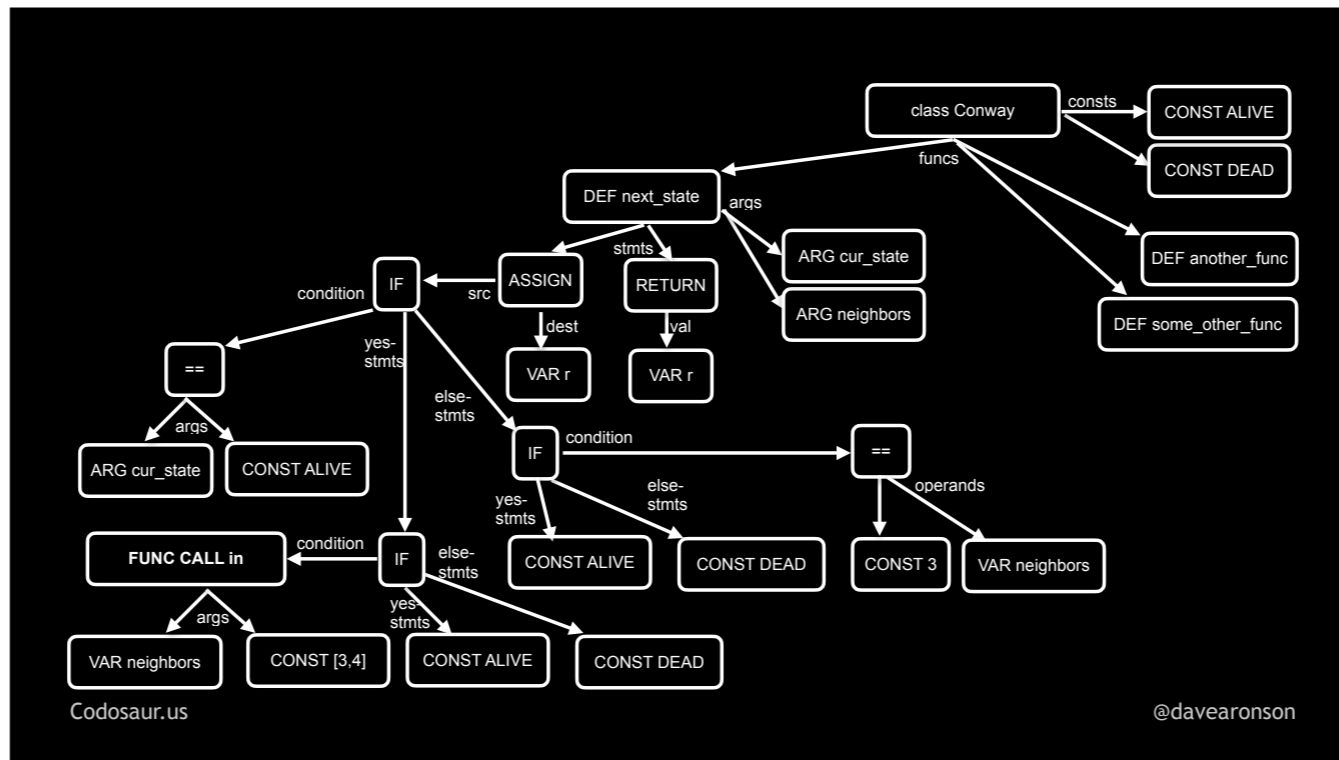 class Conway
consts
CONST ALIVE
CONST DEAD
funcs
DEF next_state
args
ARG cur_state
ARG neighbors
DEF another_func
DEF some_other_func
stmts
ASSIGN
RETURN
src
dest
val
VAR r
VAR r
IF
condition
yes-
stmts
else-
stmts
==
args
ARG cur_state
CONST ALIVE
IF
condition
yes-
stmts
else-
stmts
==
operands
CONST ALIVE
CONST DEAD
CONST 3
VAR neighbors
FUNC CALL in
condition
IF
else-
stmts
yes-
stmts
args
VAR neighbors
CONST [3,4]
CONST ALIVE
CONST DEAD
Codosaur.us
@davearonson